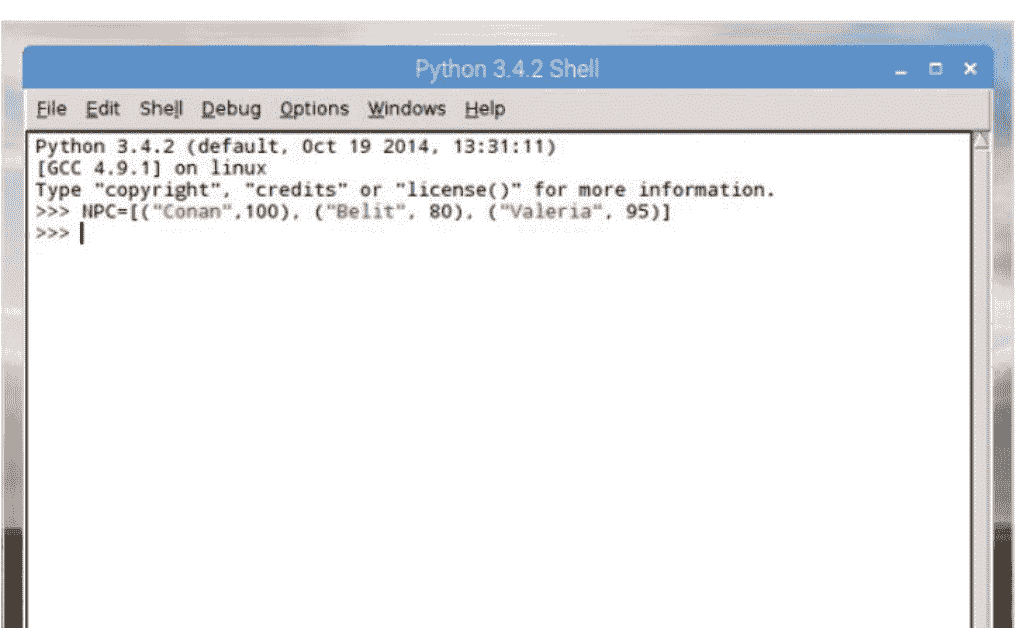 Python 3.4.2 Shell
File Edit Shell Debug Options Windows Help
Python 3.4.2 (default, Oct 19 2014, 13:31:11)
[GCC 4.9.1] on linux
Type "copyright", "credits" or "license()" for more information.
>>> NPC=[("Conan",100), ("Belit", 80), ("Valeria", 95)]
>>>